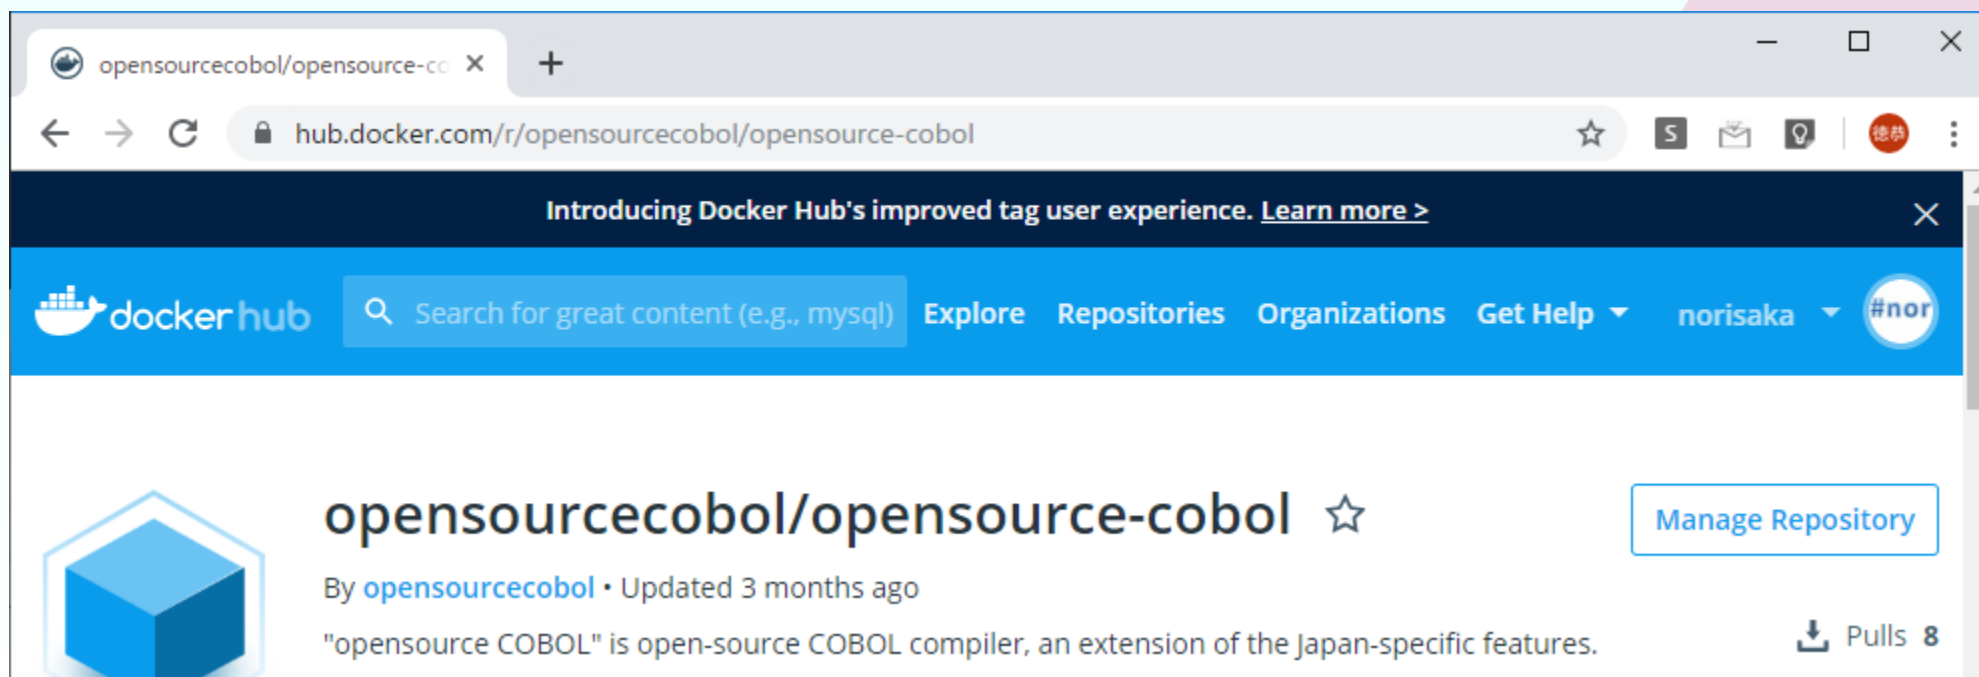 opensourcecobol/opensource-co
hub.docker.com/r/opensourcecobol/opensource-cobol
S
徳恭
Introducing Docker Hub's improved tag user experience. Learn more >
docker hub
Search for great content (e.g., mysql)
Explore
Repositories
Organizations
Get Help
norisaka
#nor
opensourcecobol/opensource-cobol
Manage Repository
By opensourcecobol • Updated 3 months ago
"opensource COBOL" is open-source COBOL compiler, an extension of the Japan-specific features.
Pulls 8